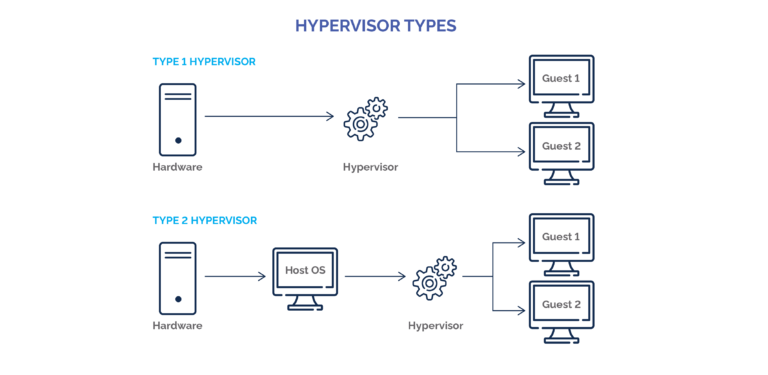 HYPERVISOR TYPES
TYPE 1 HYPERVISOR
Guest 1
Guest 2
Hardware
Hypervisor
TYPE 2 HYPERVISOR
Guest 1
Host OS
Guest 2
Hardware
Hypervisor